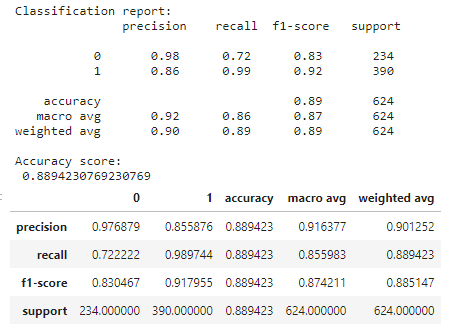 Classification report:
precision recall f1-score support
0 0.98 0.72 0.83 234
1 0.86 0.99 0.92 390
accuracy 0.89 624
macro avg 0.92 0.86 0.87 624
weighted avg 0.90 0.89 0.89 624
Accuracy score:
0.8894230769230769
0 1 accuracy macro avg weighted avg
precision 0.976879 0.855876 0.889423 0.916377 0.901252
recall 0.722222 0.989744 0.889423 0.855983 0.889423
f1-score 0.830467 0.917955 0.889423 0.874211 0.885147
support 234.000000 390.000000 0.889423 624.000000 624.000000